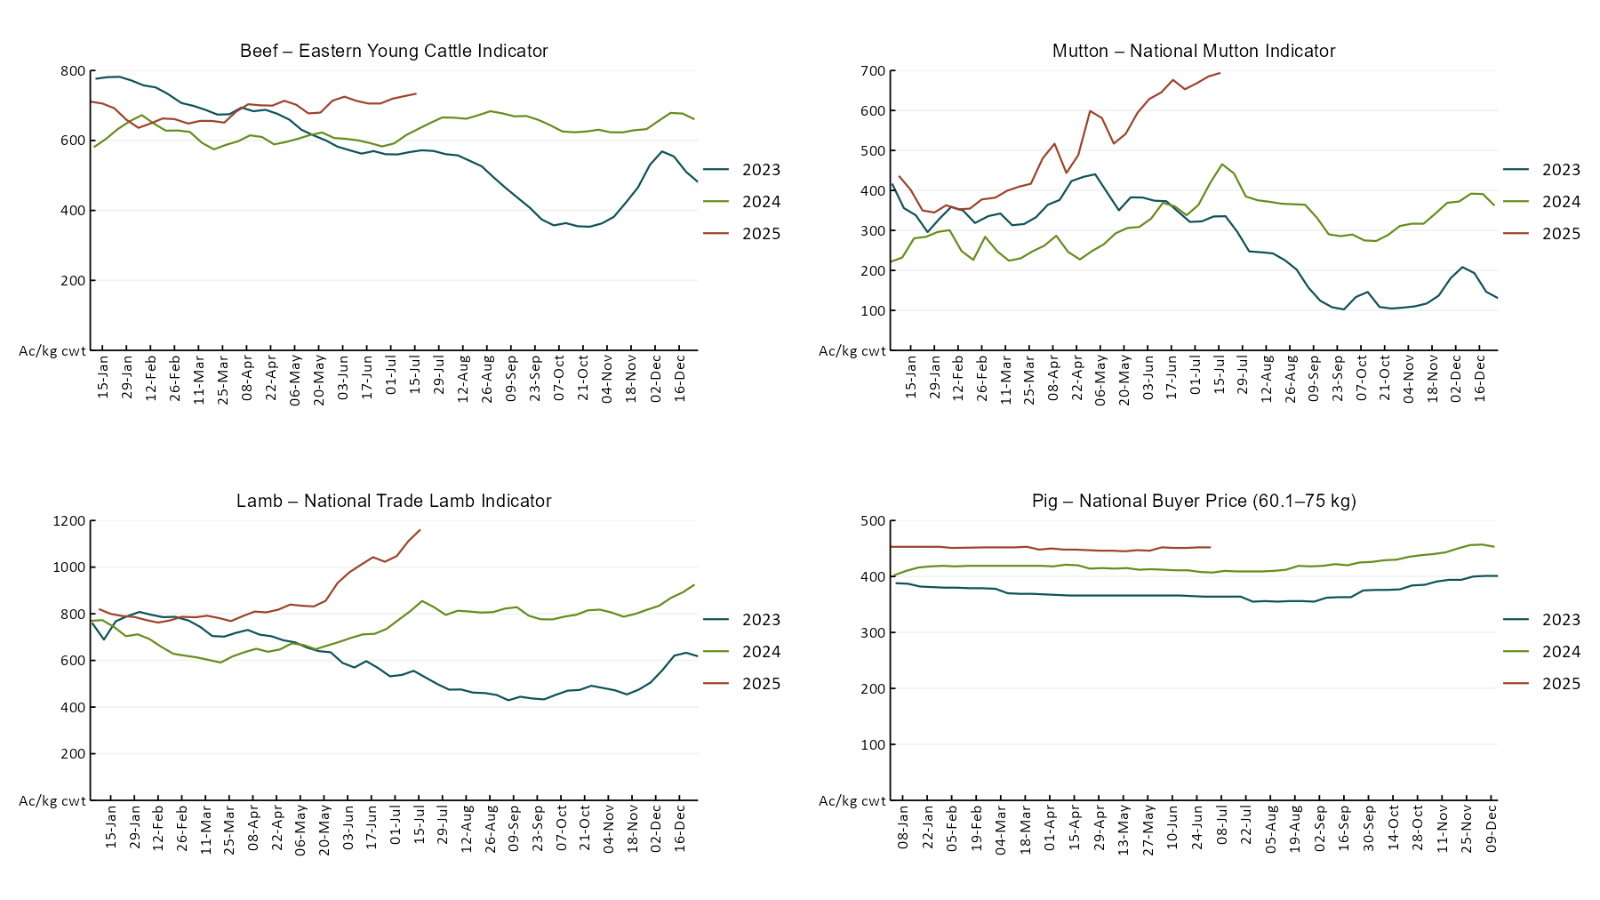 Beef – Eastern Young Cattle Indicator
800
600
400
200
Ac/kg cwt
15-Jan
29-Jan
12-Feb
26-Feb
11-Mar
25-Mar
08-Apr
22-Apr
06-May
20-May
03-Jun
17-Jun
01-Jul
15-Jul
29-Jul
12-Aug
26-Aug
09-Sep
23-Sep
07-Oct
21-Oct
04-Nov
18-Nov
02-Dec
16-Dec
2023
2024
2025
Mutton – National Mutton Indicator
700
600
500
400
300
200
100
Ac/kg cwt
15-Jan
29-Jan
12-Feb
26-Feb
11-Mar
25-Mar
08-Apr
22-Apr
06-May
20-May
03-Jun
17-Jun
01-Jul
15-Jul
29-Jul
12-Aug
26-Aug
09-Sep
23-Sep
07-Oct
21-Oct
04-Nov
18-Nov
02-Dec
16-Dec
2023
2024
2025
Lamb – National Trade Lamb Indicator
1200
1000
800
600
400
200
Ac/kg cwt
15-Jan
29-Jan
12-Feb
26-Feb
11-Mar
25-Mar
08-Apr
22-Apr
06-May
20-May
03-Jun
17-Jun
01-Jul
15-Jul
29-Jul
12-Aug
26-Aug
09-Sep
23-Sep
07-Oct
21-Oct
04-Nov
18-Nov
02-Dec
16-Dec
2023
2024
2025
Pig – National Buyer Price (60.1–75 kg)
500
400
300
200
100
Ac/kg cwt
08-Jan
22-Jan
05-Feb
19-Feb
04-Mar
18-Mar
01-Apr
15-Apr
29-Apr
13-May
27-May
10-Jun
24-Jun
08-Jul
22-Jul
05-Aug
19-Aug
02-Sep
16-Sep
30-Sep
14-Oct
28-Oct
11-Nov
25-Nov
09-Dec
2023
2024
2025